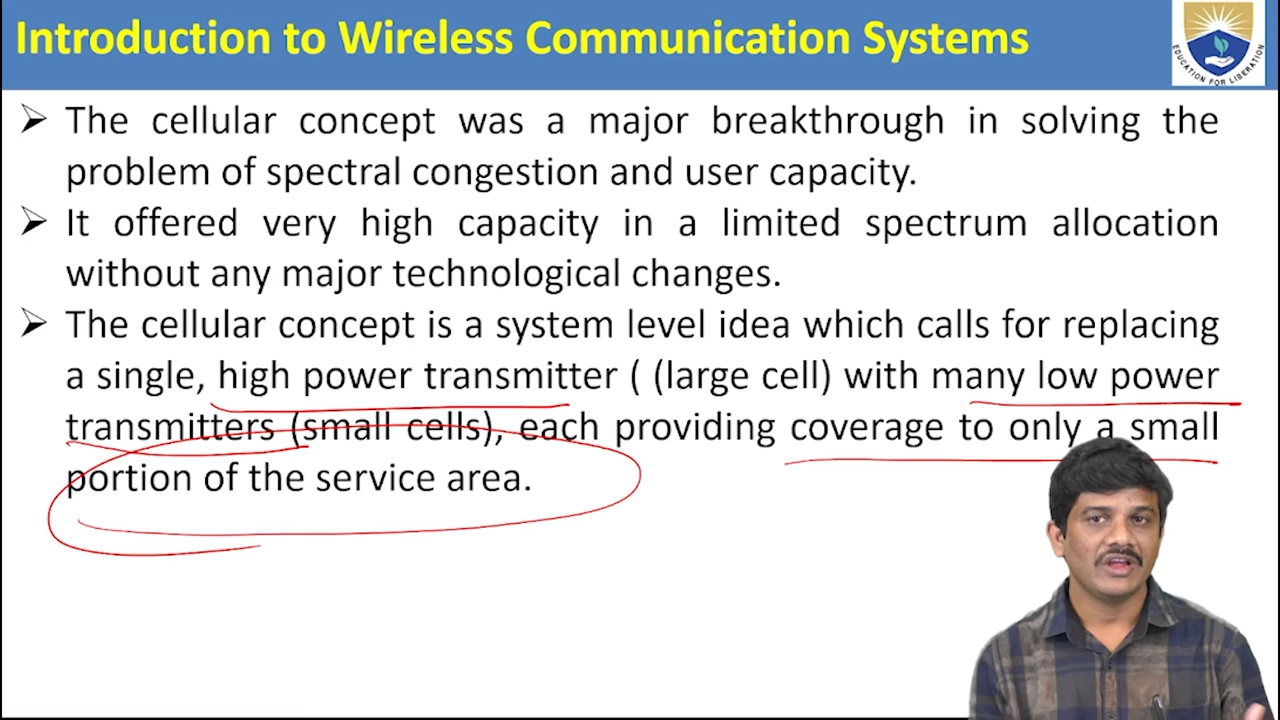 Introduction to Wireless Communication Systems
EDUCATION FOR LIBERATION
➢ The cellular concept was a major breakthrough in solving the
problem of spectral congestion and user capacity.
➢ It offered very high capacity in a limited spectrum allocation
without any major technological changes.
➢ The cellular concept is a system level idea which calls for replacing
a single, high power transmitter ( (large cell) with many low power
transmitters (small cells), each providing coverage to only a small
portion of the service area.